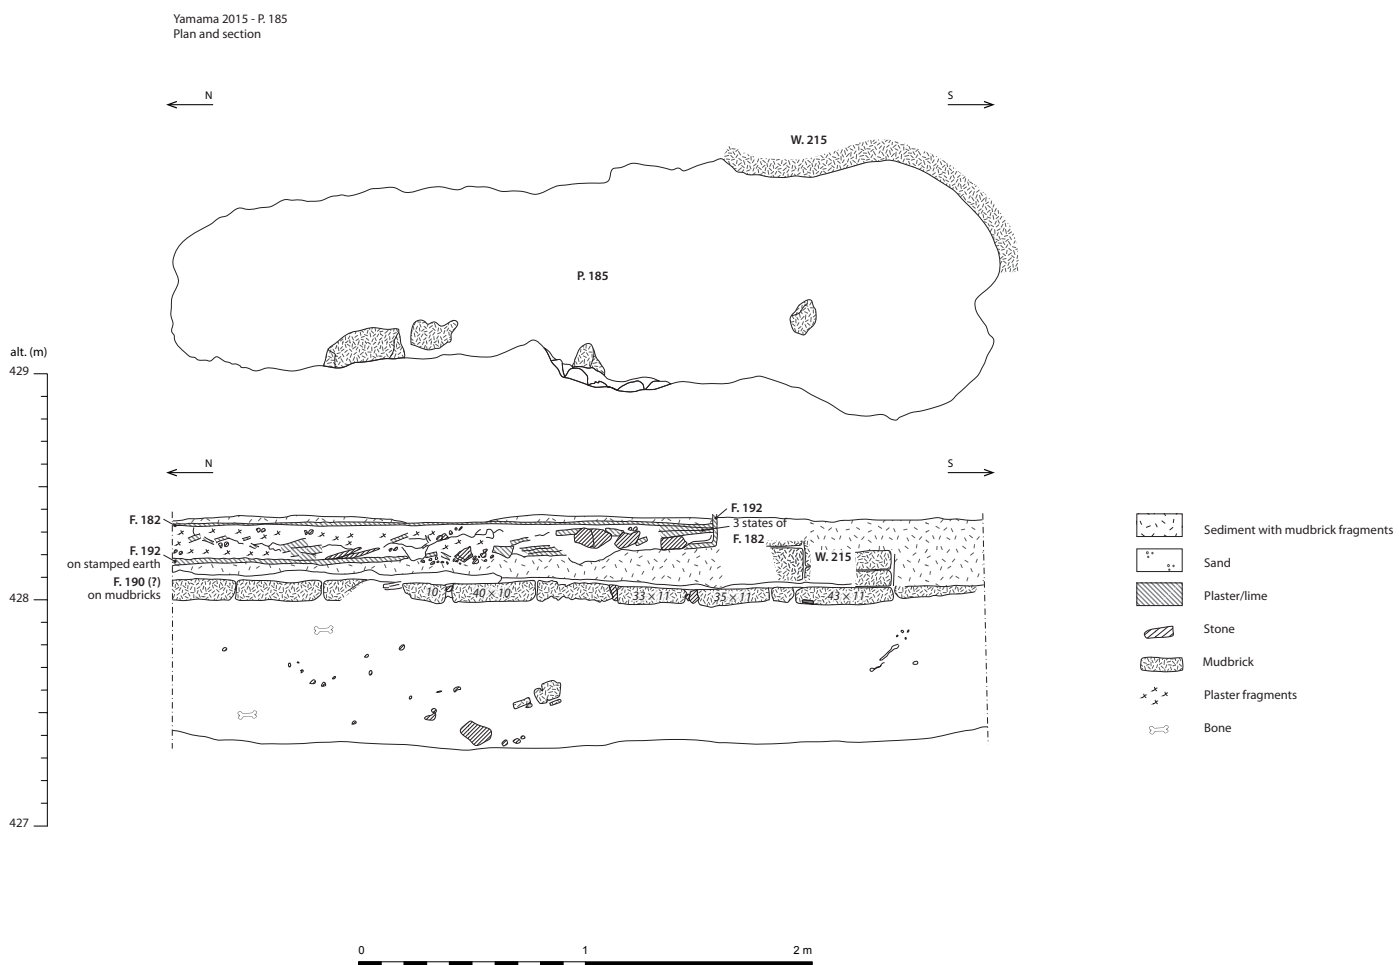 Yamama 2015 - P. 185
Plan and section
N
S
W. 215
P. 185
alt. (m)
429
N
S
F. 182
F. 192
on stamped earth
F. 190 (?)
on mudbricks
F. 192
3 states of
F. 182
W. 215
428
10
40 × 10
33 × 11
35 × 11
43 × 11
427
Sediment with mudbrick fragments
Sand
Plaster/lime
Stone
Mudbrick
Plaster fragments
Bone
0 1 2 m